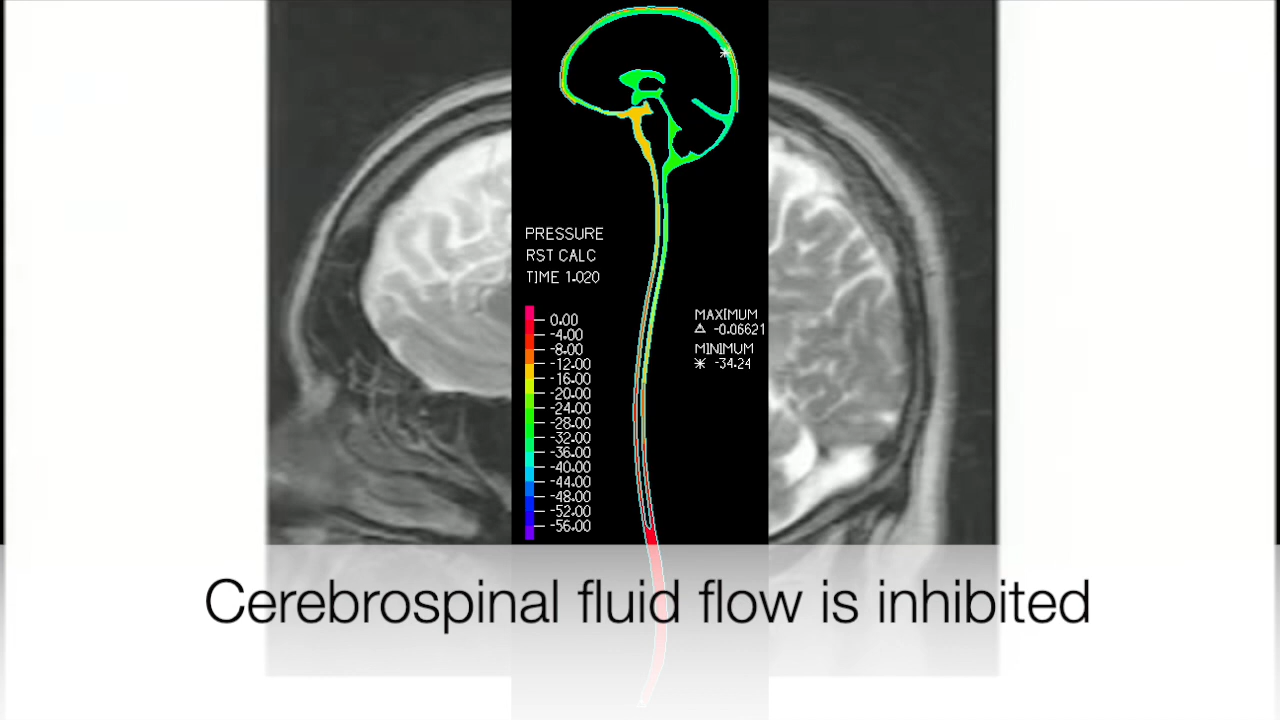 PRESSURE
RST CALC
TIME 1.020
0.00
-4.00
-8.00
-12.00
-16.00
-20.00
-24.00
-28.00
-32.00
-36.00
-40.00
-44.00
-48.00
-52.00
-56.00
MAXIMUM
△ -0.06621
MINIMUM
✳ -34.24
Cerebrospinal fluid flow is inhibited